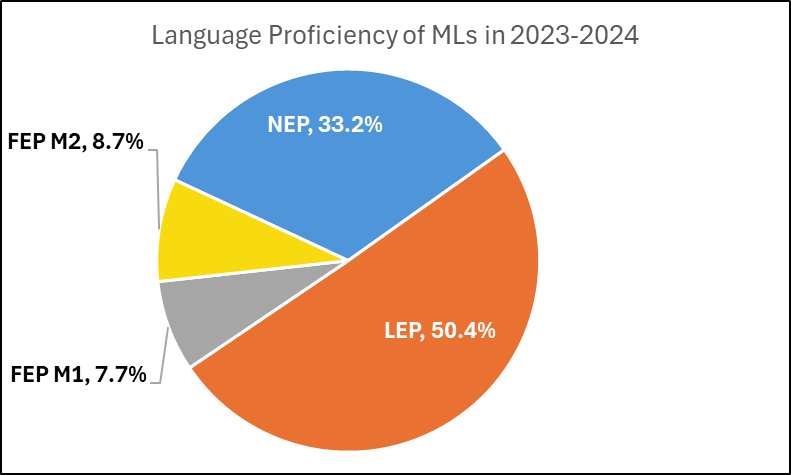 Language Proficiency of MLs in 2023-2024
NEP, 33.2%
FEP M2, 8.7%
LEP, 50.4%
FEP M1, 7.7%